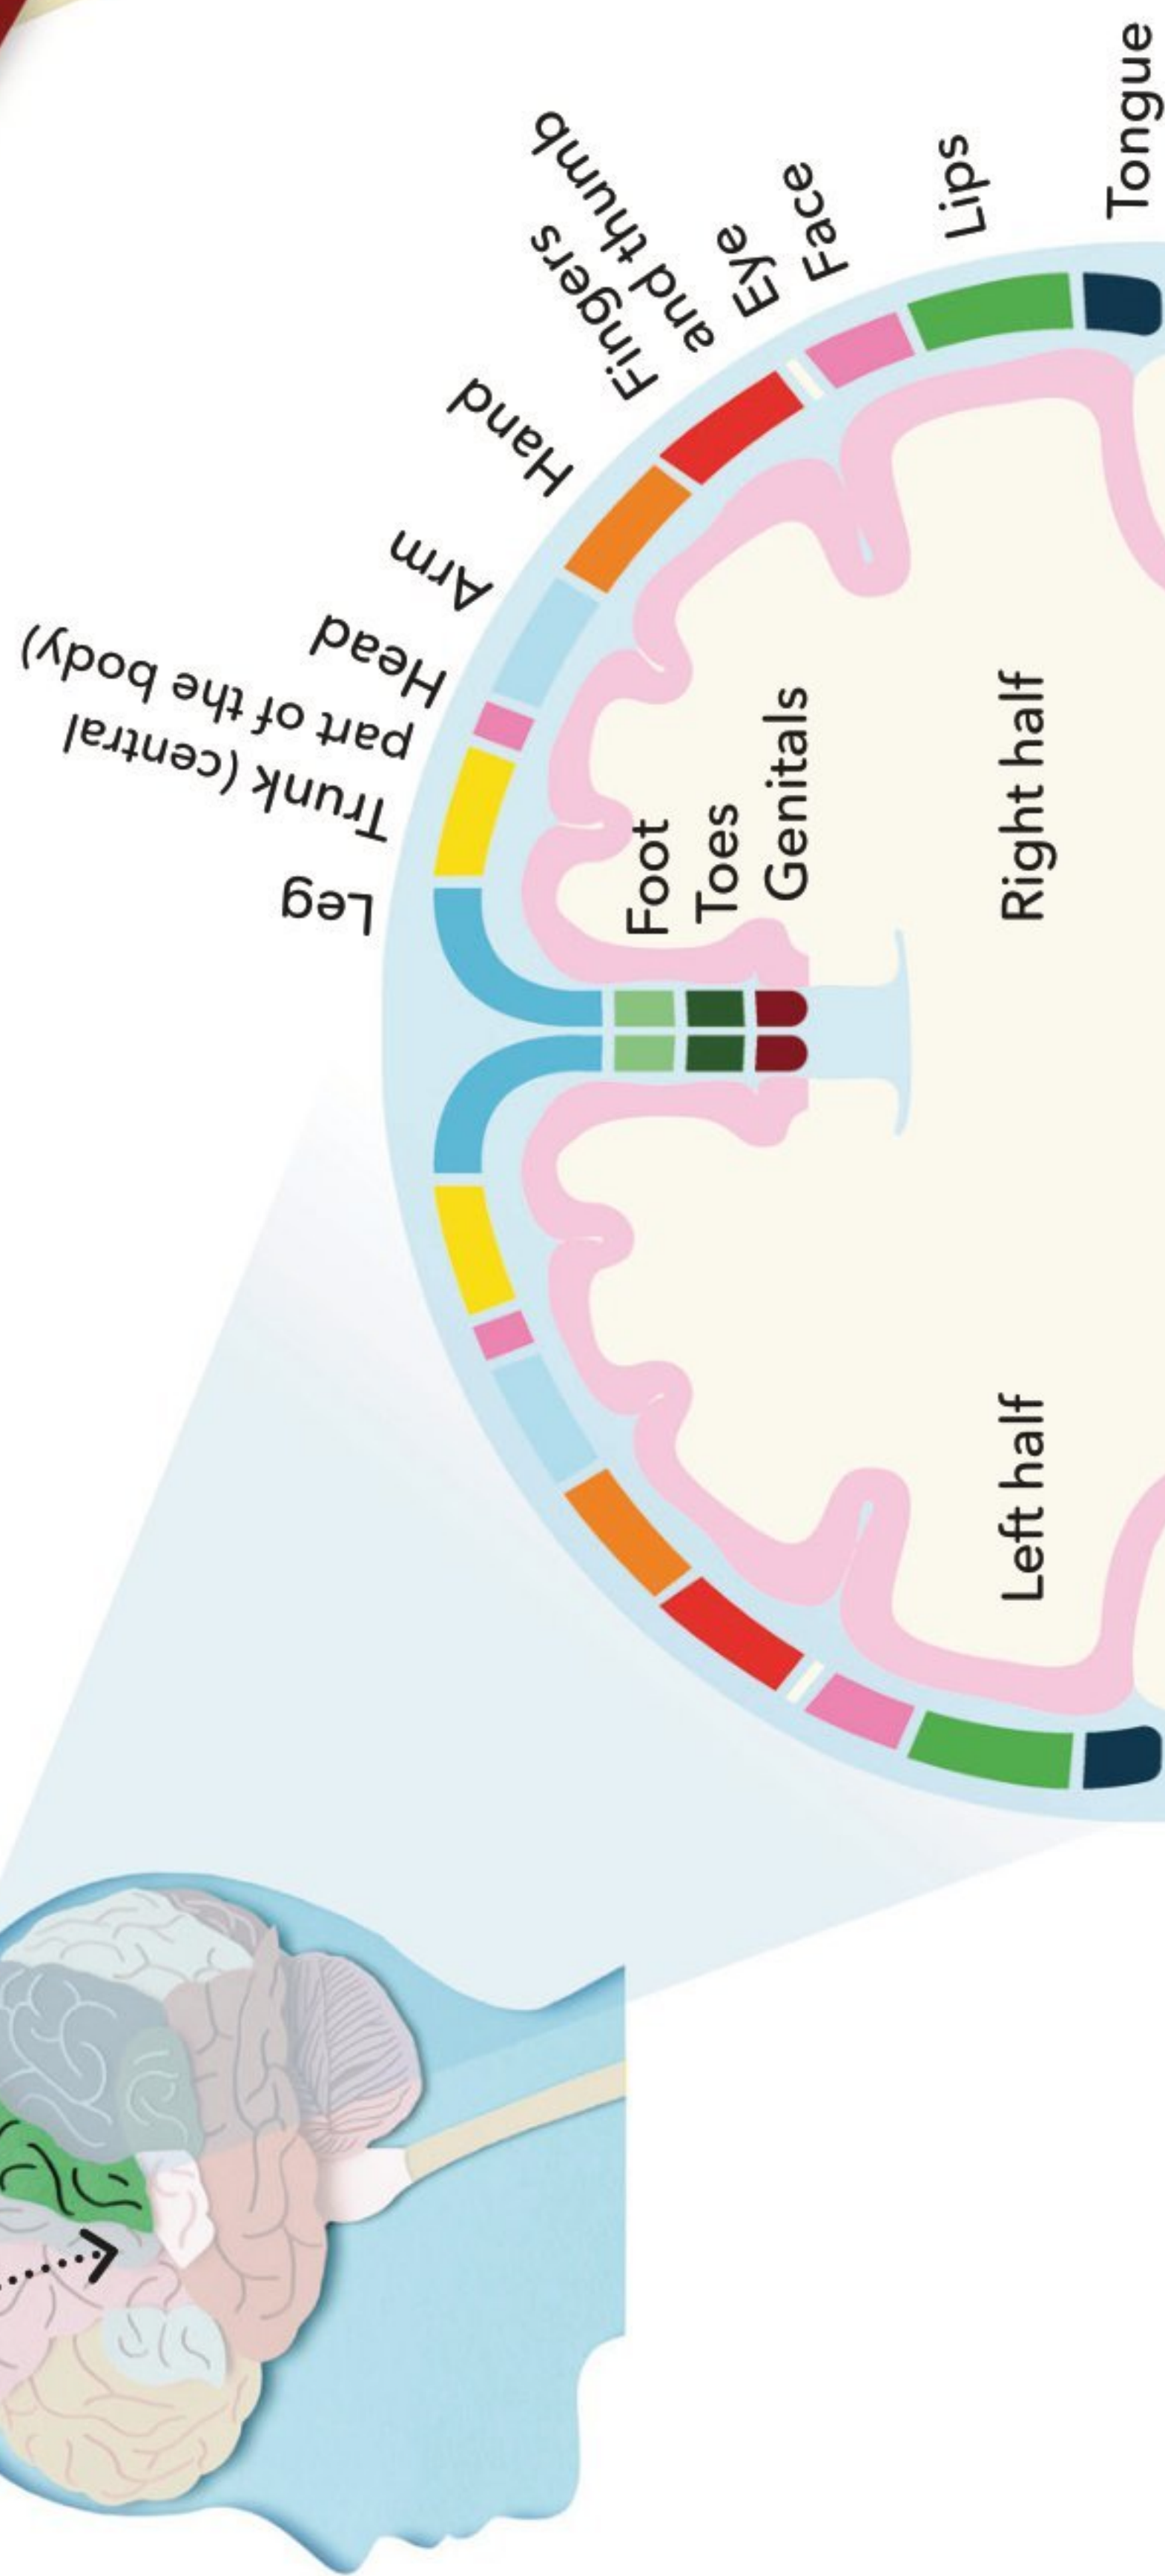 Leg
Trunk (central
part of the body)
Head
Arm
Hand
Fingers
and thumb
Eye
Face
Lips
Tongue
Foot
Toes
Genitals
Left half
Right half